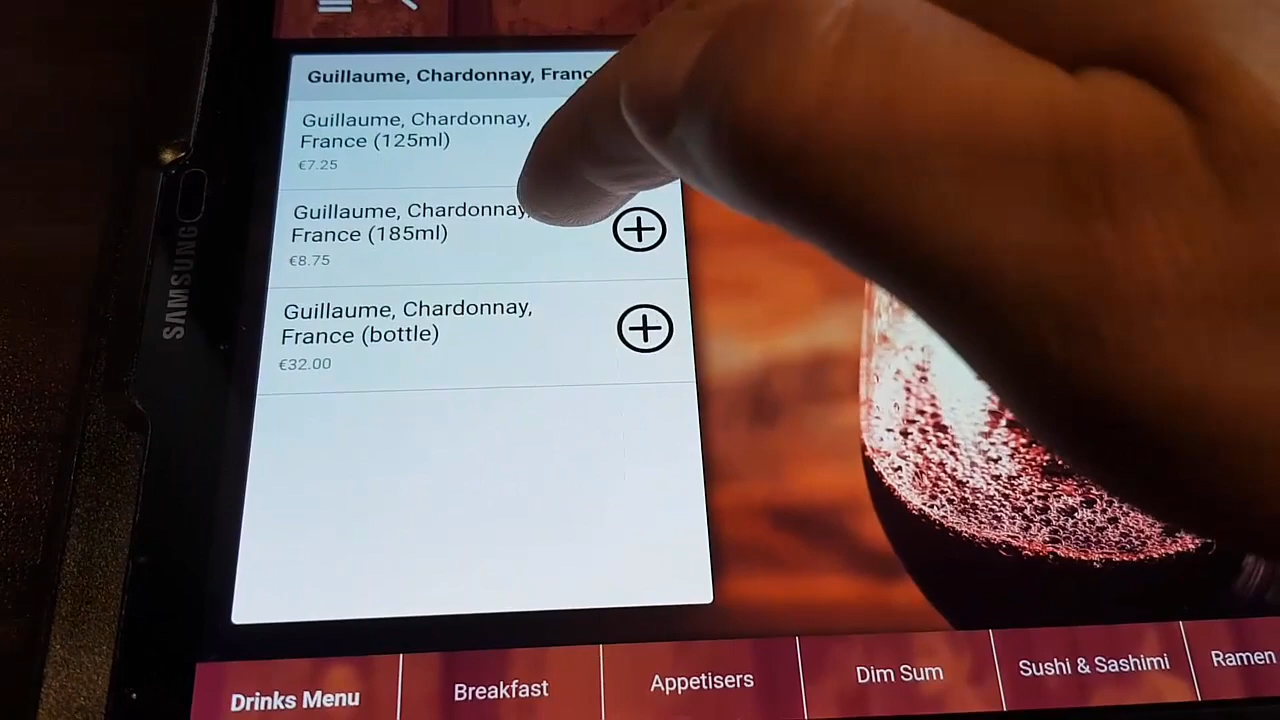 Guillaume, Chardonnay, Franc
Guillaume, Chardonnay,
France (125ml)
€7.25
Guillaume, Chardonnay,
France (185ml)
€8.75
Guillaume, Chardonnay,
France (bottle)
€32.00
SAMSUNG
Drinks Menu
Breakfast
Appetisers
Dim Sum
Sushi & Sashimi
Ramen